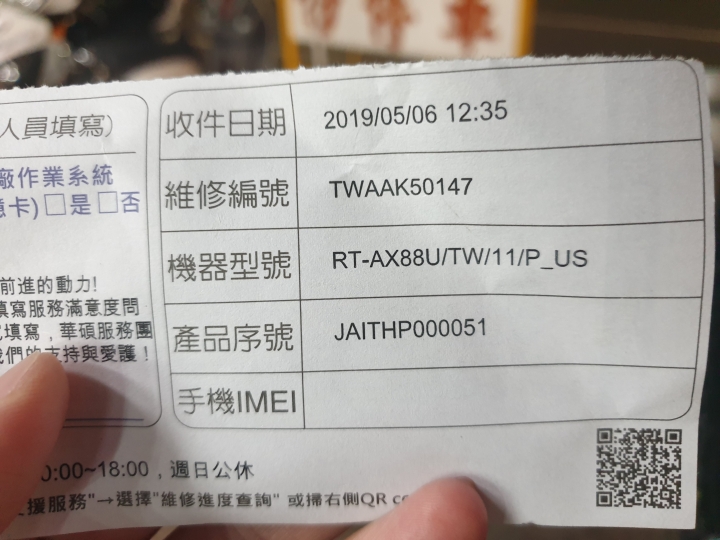 人員填寫)
廠作業系統
卡) □是 □否
前進的動力!
填寫服務滿意度問
填寫，華碩服務團
我們的支持與愛護！
收件日期 2019/05/06 12:35
維修編號 TWAAK50147
機器型號 RT-AX88U/TW/11/P_US
產品序號 JAITHP000051
手機IMEI
0:00~18:00，週日公休
援服務"→選擇"維修進度查詢" 或掃右側QR co